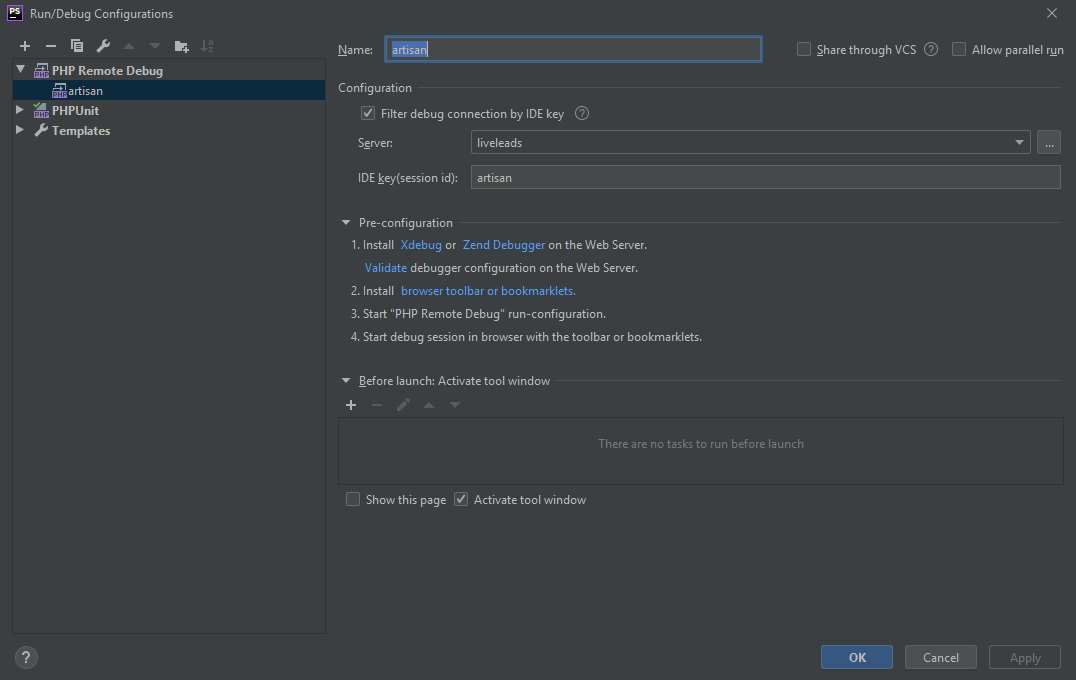 PS Run/Debug Configurations
Name: artisan Share through VCS ? Allow parallel run
PHP PHP Remote Debug
PHP artisan
PHP PHPUnit
Templates
Configuration
Filter debug connection by IDE key ?
Server: liveleads ...
IDE key(session id): artisan
Pre-configuration
1. Install Xdebug or Zend Debugger on the Web Server.
Validate debugger configuration on the Web Server.
2. Install browser toolbar or bookmarklets.
3. Start "PHP Remote Debug" run-configuration.
4. Start debug session in browser with the toolbar or bookmarklets.
Before launch: Activate tool window
There are no tasks to run before launch
Show this page Activate tool window
? OK Cancel Apply